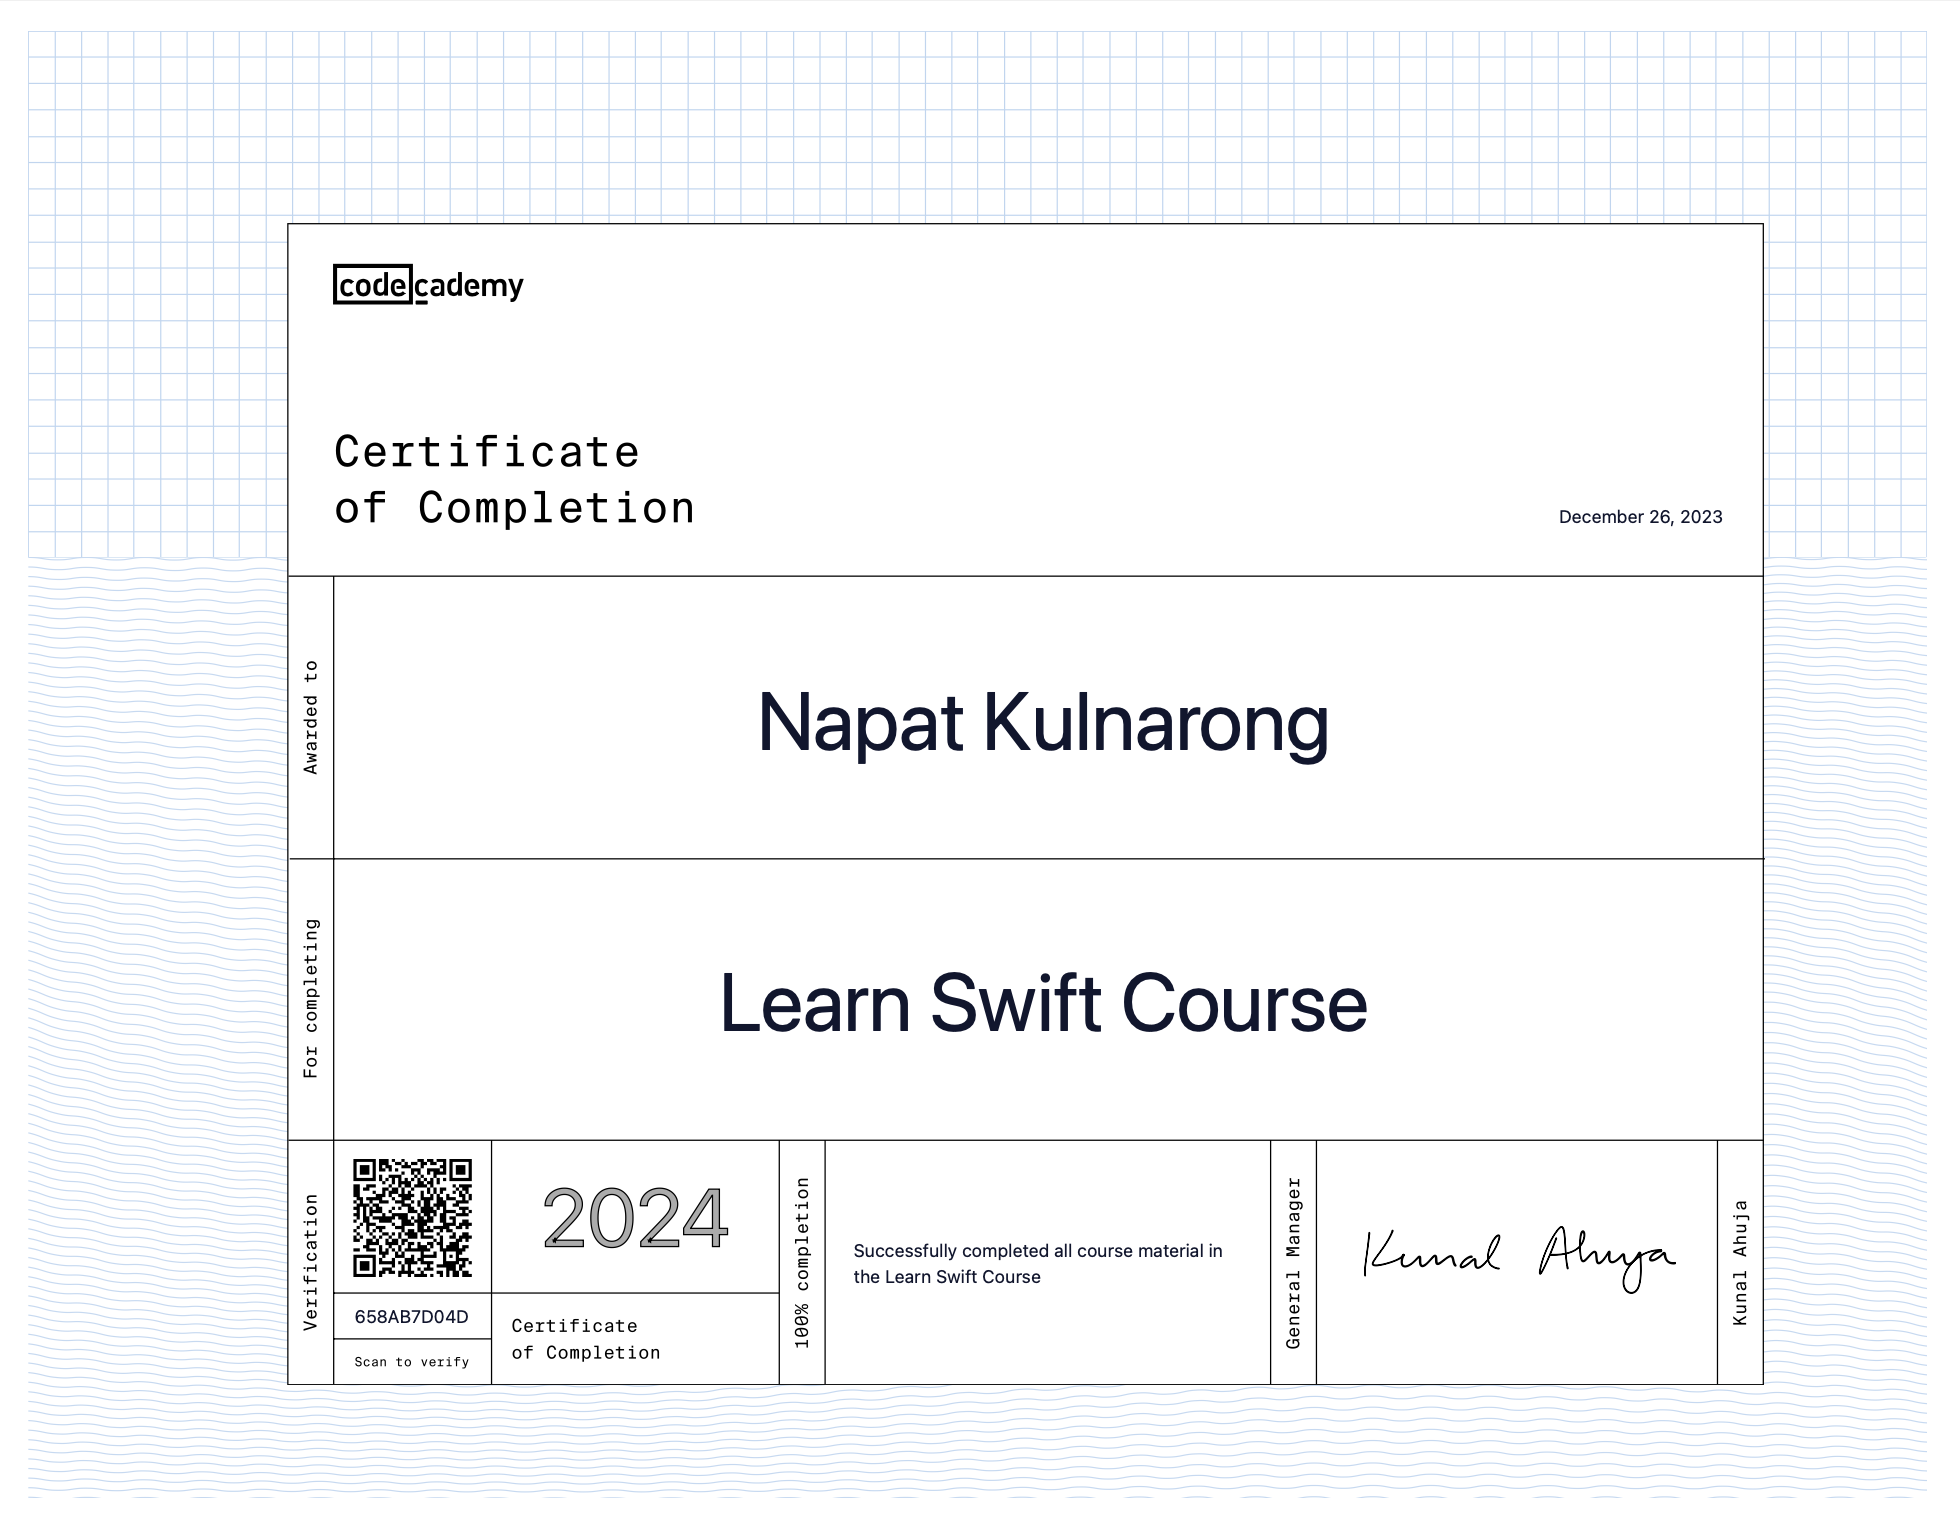 codecademy
Certificate
of Completion
December 26, 2023
Awarded to
Napat Kulnarong
For completing
Learn Swift Course
Verification
658AB7D04D
Scan to verify
2024
Certificate
of Completion
100% completion
Successfully completed all course material in
the Learn Swift Course
General Manager
Kunal Ahuja
Kunal Ahuja